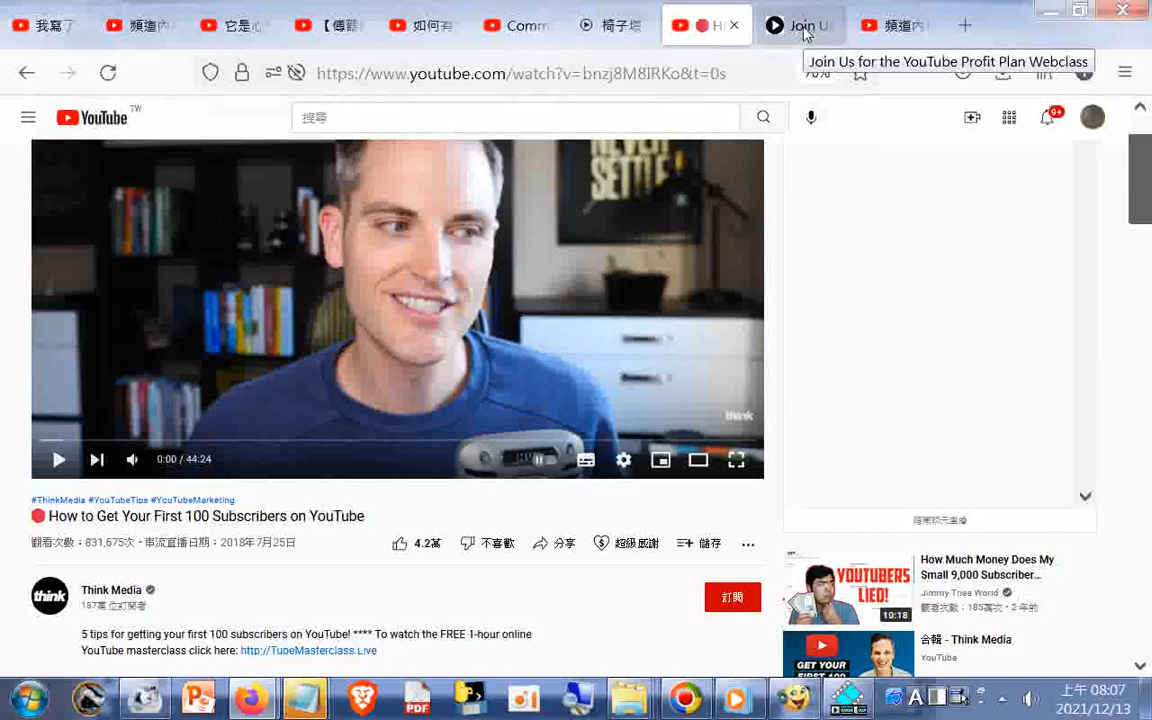 我寫了
頻道內
它是心
【傅
如何有
Comm
椅子壞
Join U
頻道內
Join Us for the YouTube Profit Plan Webclass
https://www.youtube.com/watch?v=bnzj8M8IRKo&t=0s
70%
YouTube TW
搜尋
9+
NEVER
SETTLE
think
0:00 / 44:24
#ThinkMedia #YouTubeTips #YouTubeMarketing
How to Get Your First 100 Subscribers on YouTube
觀看次數：831,675次・串流直播日期：2018年7月25日
4.2萬
不喜歡
分享
超級感謝
儲存
think
Think Media
187萬 位訂閱者
訂閱
5 tips for getting your first 100 subscribers on YouTube! **** To watch the FREE 1-hour online
YouTube masterclass click here: http://TubeMasterclass.Live
YOUTUBERS
LIED!
10:18
How Much Money Does My
Small 9,000 Subscriber...
Jimmy Tries World
觀看次數：185萬次・2 年前
GET YOUR
FIRST
合輯 - Think Media
YouTube
PDF
A
上午 08:07
2021/12/13